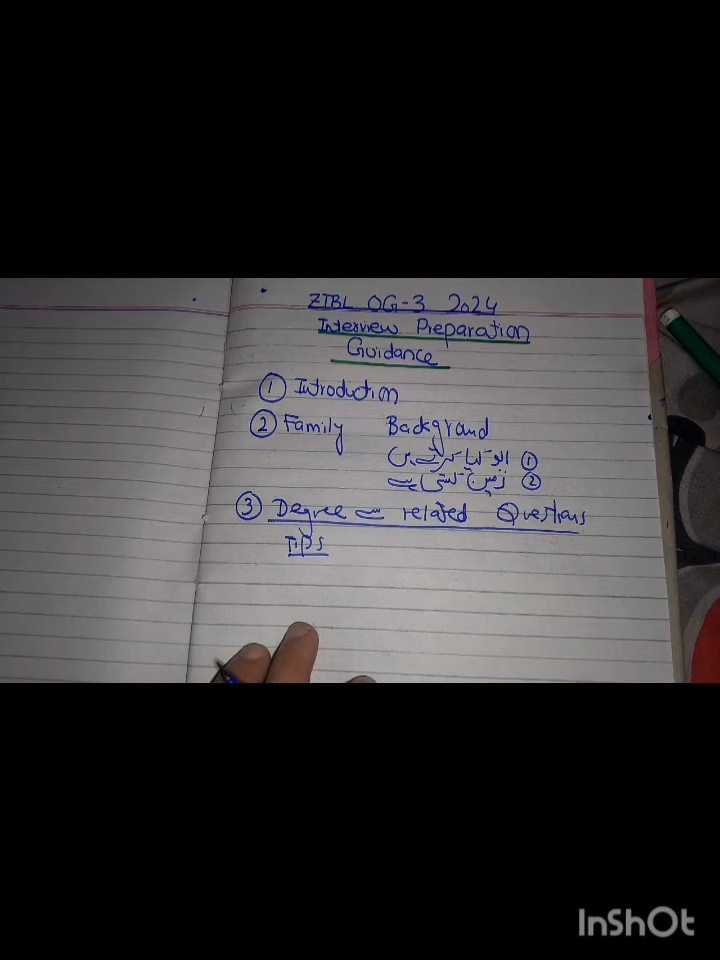 ZTBL OG-3 2024
Interview Preparation
Guidance
① Introduction
② Family Background
① ابو کیا کرتے ہیں
② زمین کتنی ہے
③ Degree سے related Questions
Tips
InShOt